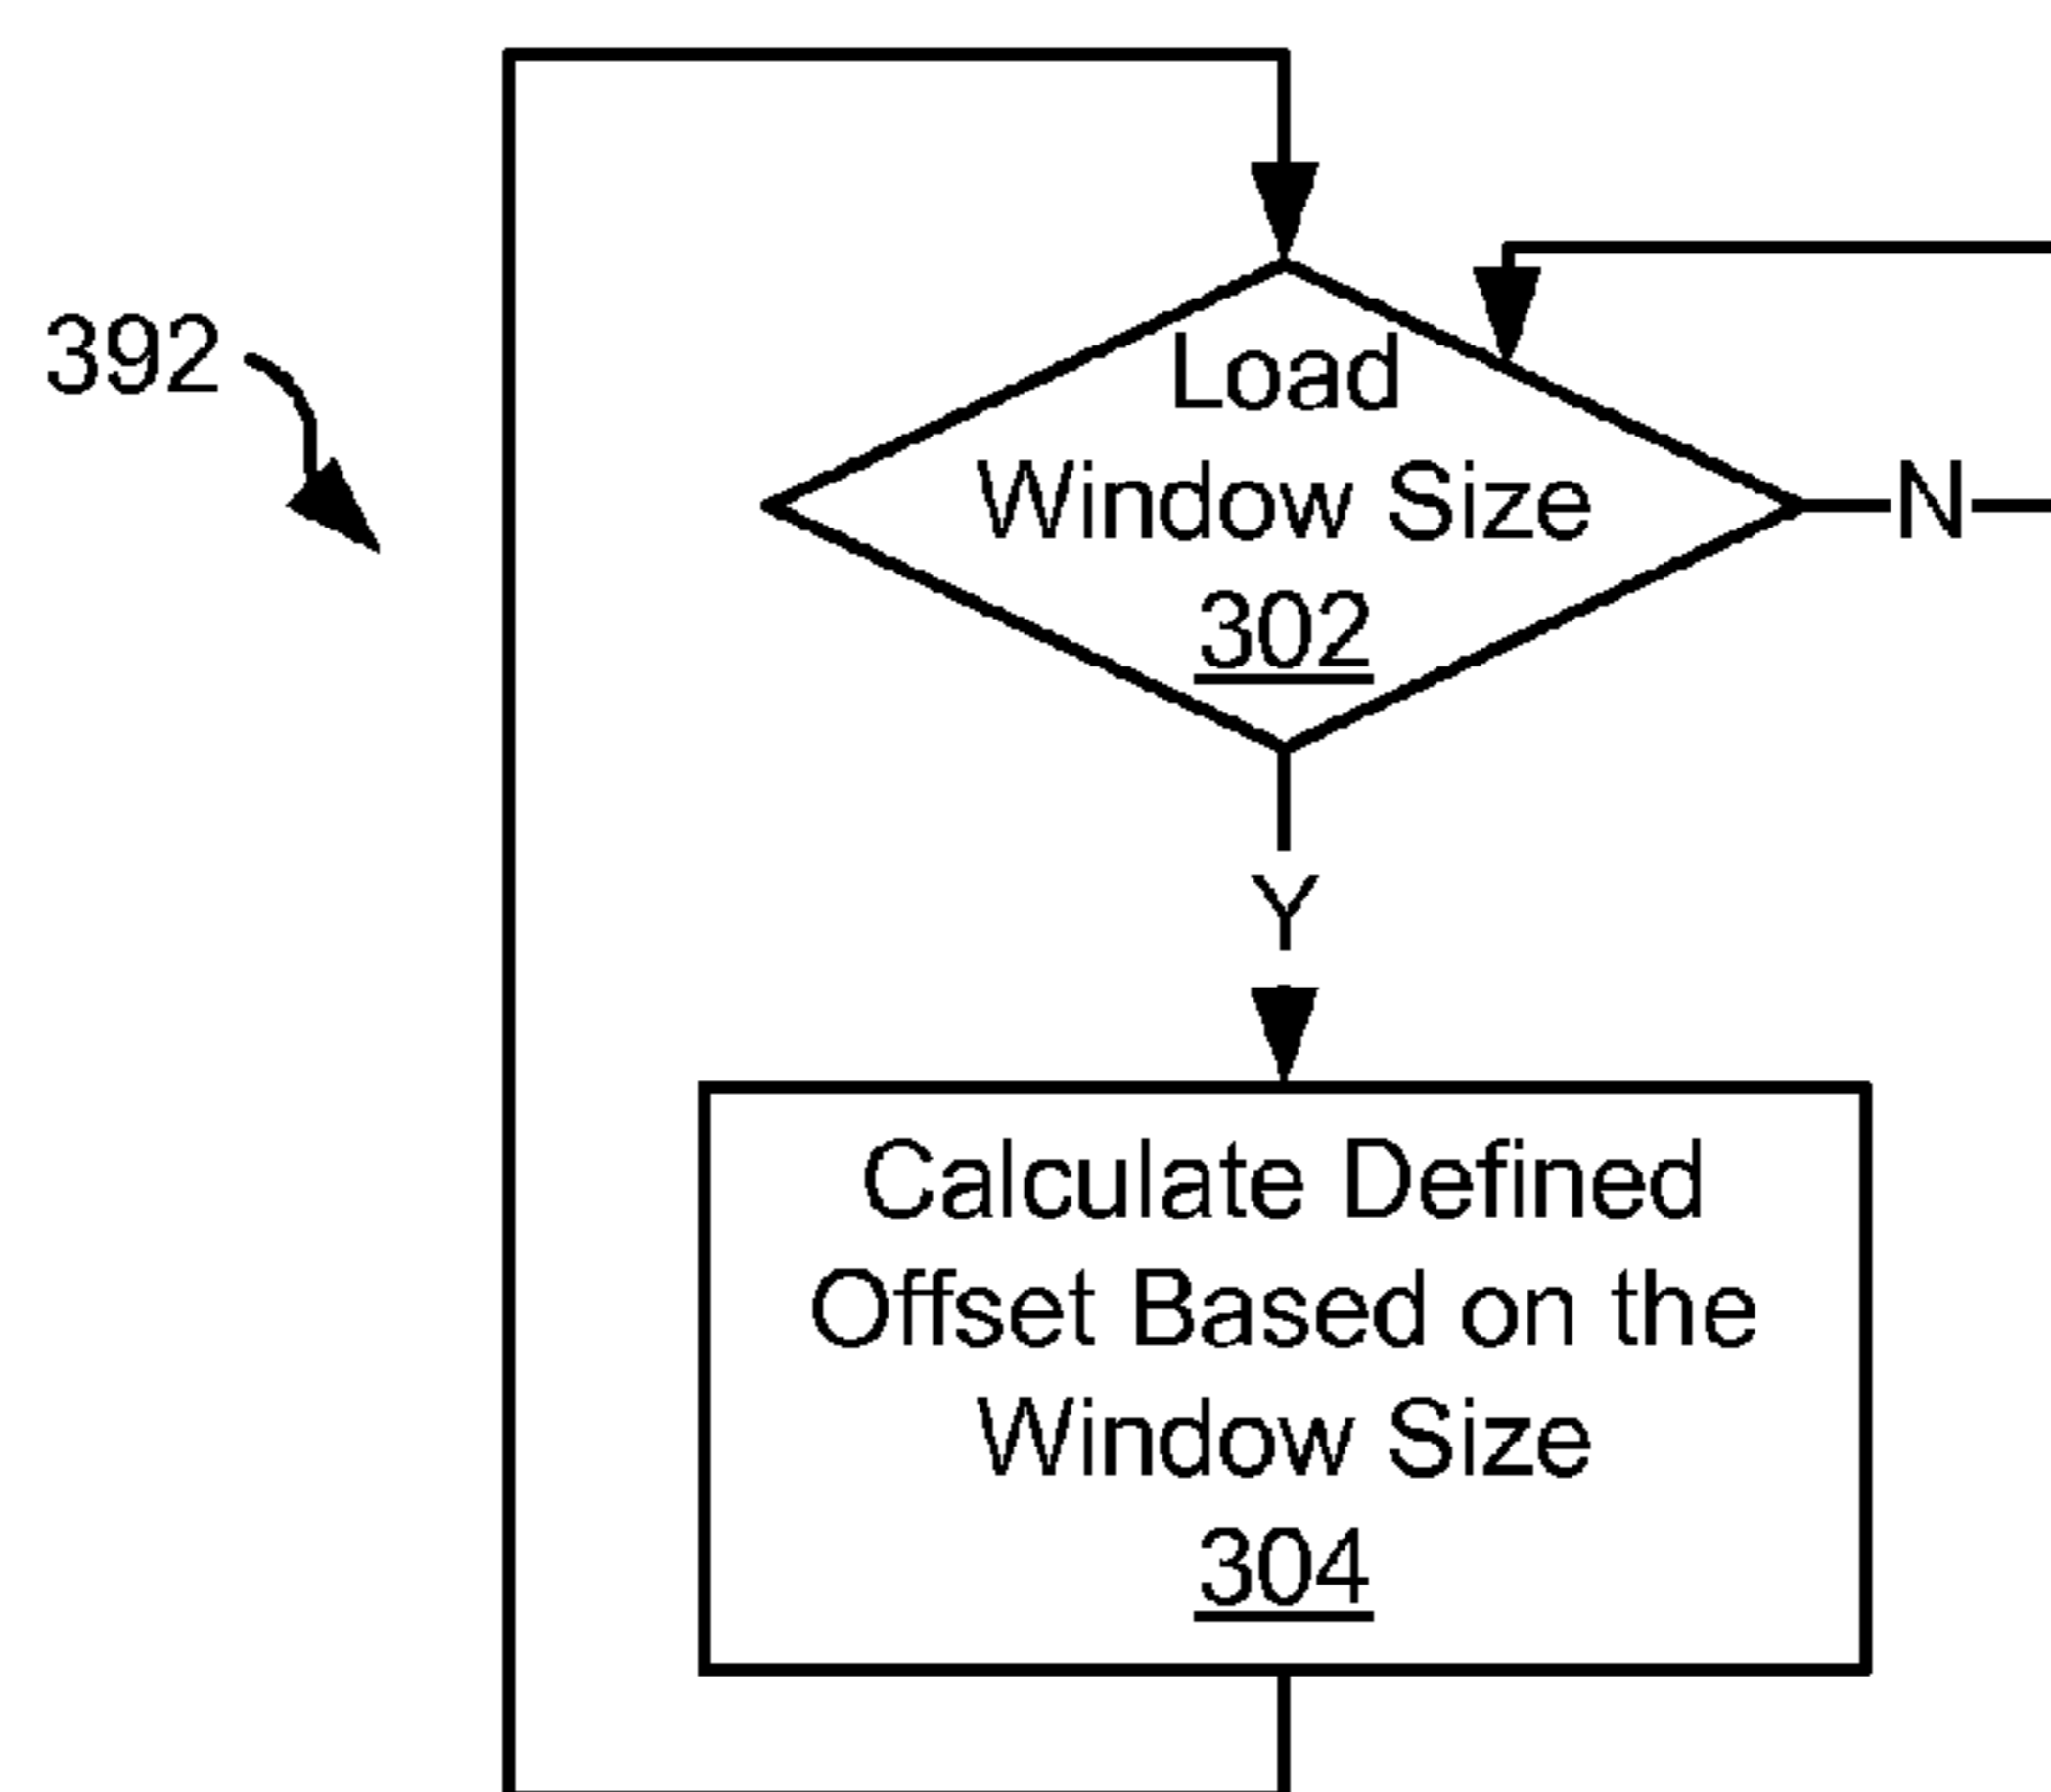 392
Load
Window Size
302
N
Y
Calculate Defined
Offset Based on the
Window Size
304